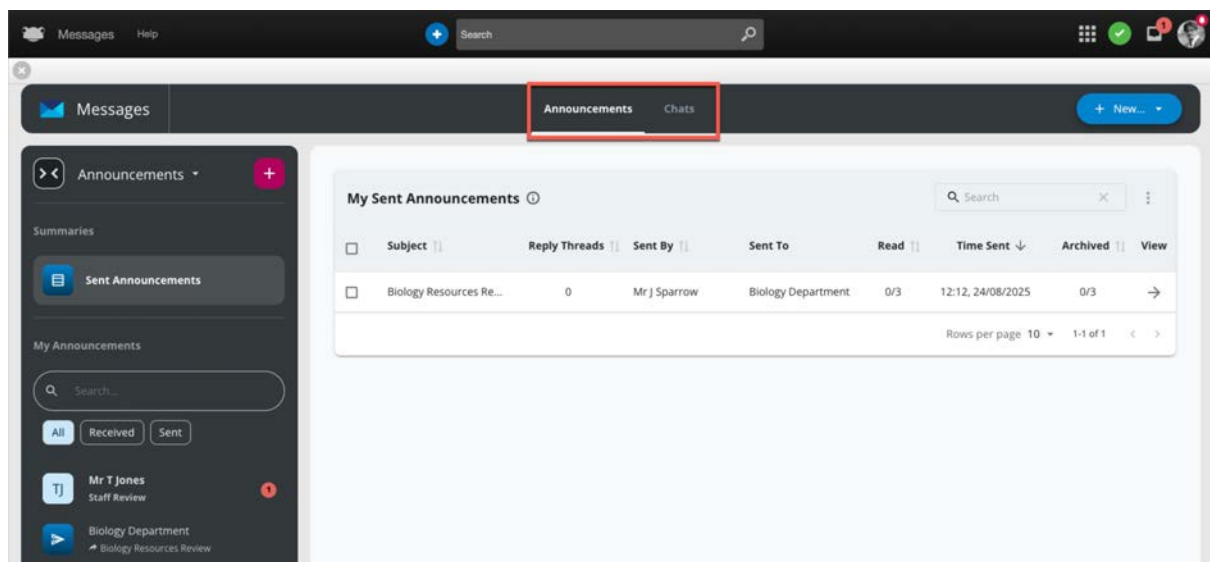 Messages Help Search 1
Messages Announcements Chats + New...
Announcements +
Summaries
Sent Announcements
My Announcements
Search...
All Received Sent
TJ Mr T Jones 1
Staff Review
Biology Department
Biology Resources Review
My Sent Announcements Search
Subject Reply Threads Sent By Sent To Read Time Sent Archived View
Biology Resources Re... 0 Mr J Sparrow Biology Department 0/3 12:12, 24/08/2025 0/3
Rows per page 10 1-1 of 1